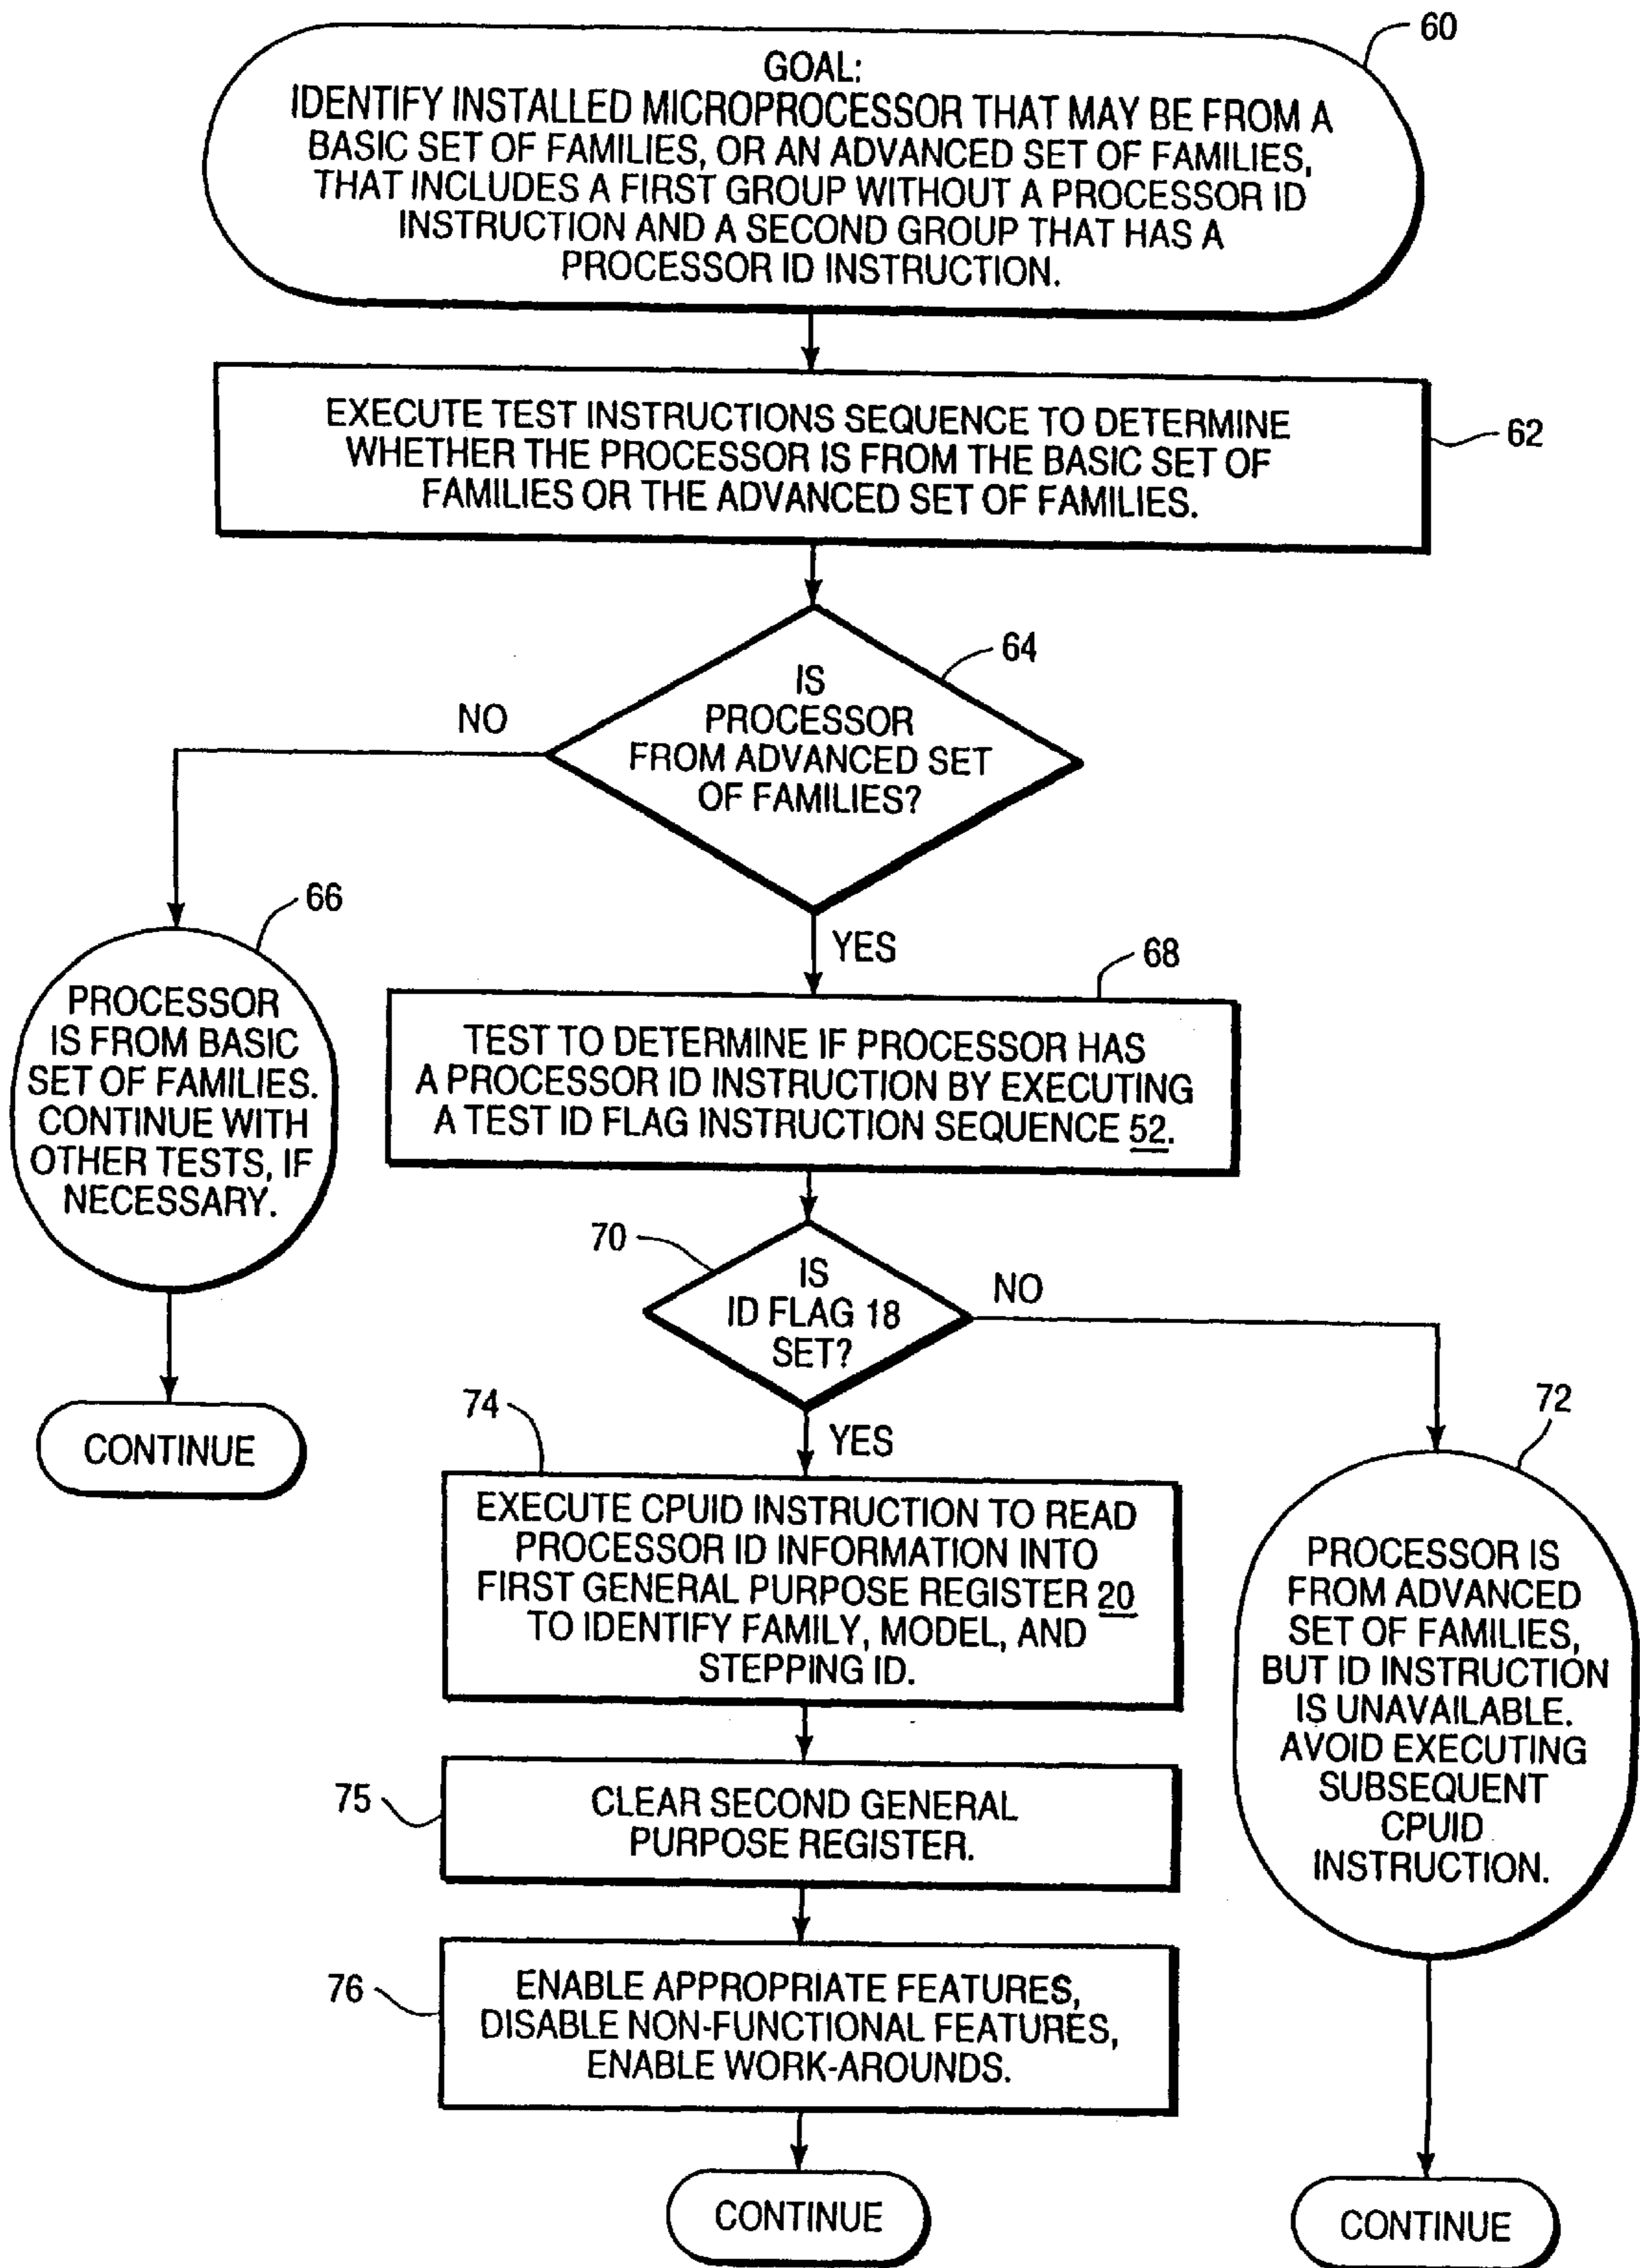 60
GOAL:
IDENTIFY INSTALLED MICROPROCESSOR THAT MAY BE FROM A
BASIC SET OF FAMILIES, OR AN ADVANCED SET OF FAMILIES,
THAT INCLUDES A FIRST GROUP WITHOUT A PROCESSOR ID
INSTRUCTION AND A SECOND GROUP THAT HAS A
PROCESSOR ID INSTRUCTION.
EXECUTE TEST INSTRUCTIONS SEQUENCE TO DETERMINE
WHETHER THE PROCESSOR IS FROM THE BASIC SET OF
FAMILIES OR THE ADVANCED SET OF FAMILIES.
62
64
IS
PROCESSOR
FROM ADVANCED SET
OF FAMILIES?
NO
66
PROCESSOR
IS FROM BASIC
SET OF FAMILIES.
CONTINUE WITH
OTHER TESTS, IF
NECESSARY.
CONTINUE
YES
68
TEST TO DETERMINE IF PROCESSOR HAS
A PROCESSOR ID INSTRUCTION BY EXECUTING
A TEST ID FLAG INSTRUCTION SEQUENCE 52.
70
IS
ID FLAG 18
SET?
NO
72
PROCESSOR IS
FROM ADVANCED
SET OF FAMILIES,
BUT ID INSTRUCTION
IS UNAVAILABLE.
AVOID EXECUTING
SUBSEQUENT
CPUID
INSTRUCTION.
CONTINUE
YES
74
EXECUTE CPUID INSTRUCTION TO READ
PROCESSOR ID INFORMATION INTO
FIRST GENERAL PURPOSE REGISTER 20
TO IDENTIFY FAMILY, MODEL, AND
STEPPING ID.
75
CLEAR SECOND GENERAL
PURPOSE REGISTER.
76
ENABLE APPROPRIATE FEATURES,
DISABLE NON-FUNCTIONAL FEATURES,
ENABLE WORK-AROUNDS.
CONTINUE